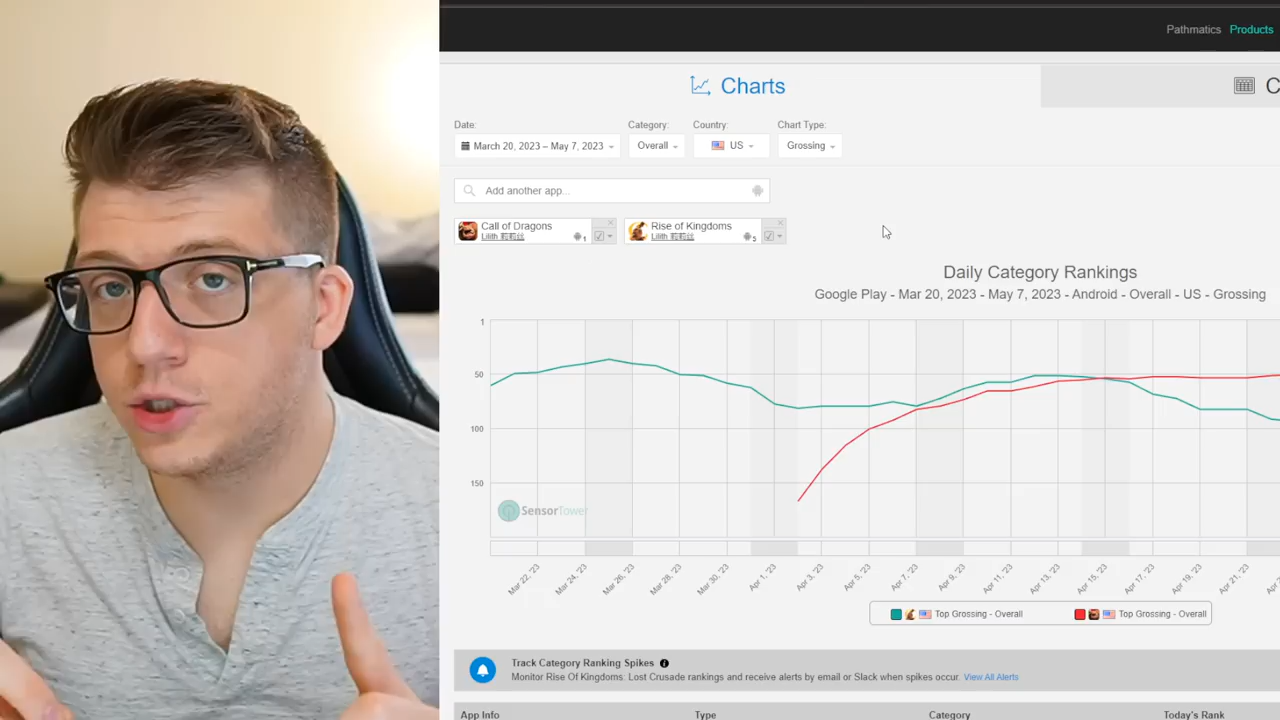 Pathmatics Products
Charts
C
Date: Category: Country: Chart Type:
March 20, 2023 – May 7, 2023 Overall US Grossing
Add another app...
Call of Dragons Rise of Kingdoms
Lilith Lilith
1 5
Daily Category Rankings
Google Play - Mar 20, 2023 - May 7, 2023 - Android - Overall - US - Grossing
1
50
100
150
SensorTower
Mar 22, '23 Mar 24, '23 Mar 26, '23 Mar 28, '23 Mar 30, '23 Apr 1, '23 Apr 3, '23 Apr 5, '23 Apr 7, '23 Apr 9, '23 Apr 11, '23 Apr 13, '23 Apr 15, '23 Apr 17, '23 Apr 19, '23 Apr 21, '23
Top Grossing - Overall Top Grossing - Overall
Track Category Ranking Spikes
Monitor Rise Of Kingdoms: Lost Crusade rankings and receive alerts by email or Slack when spikes occur. View All Alerts
App Info Type Category Today's Rank